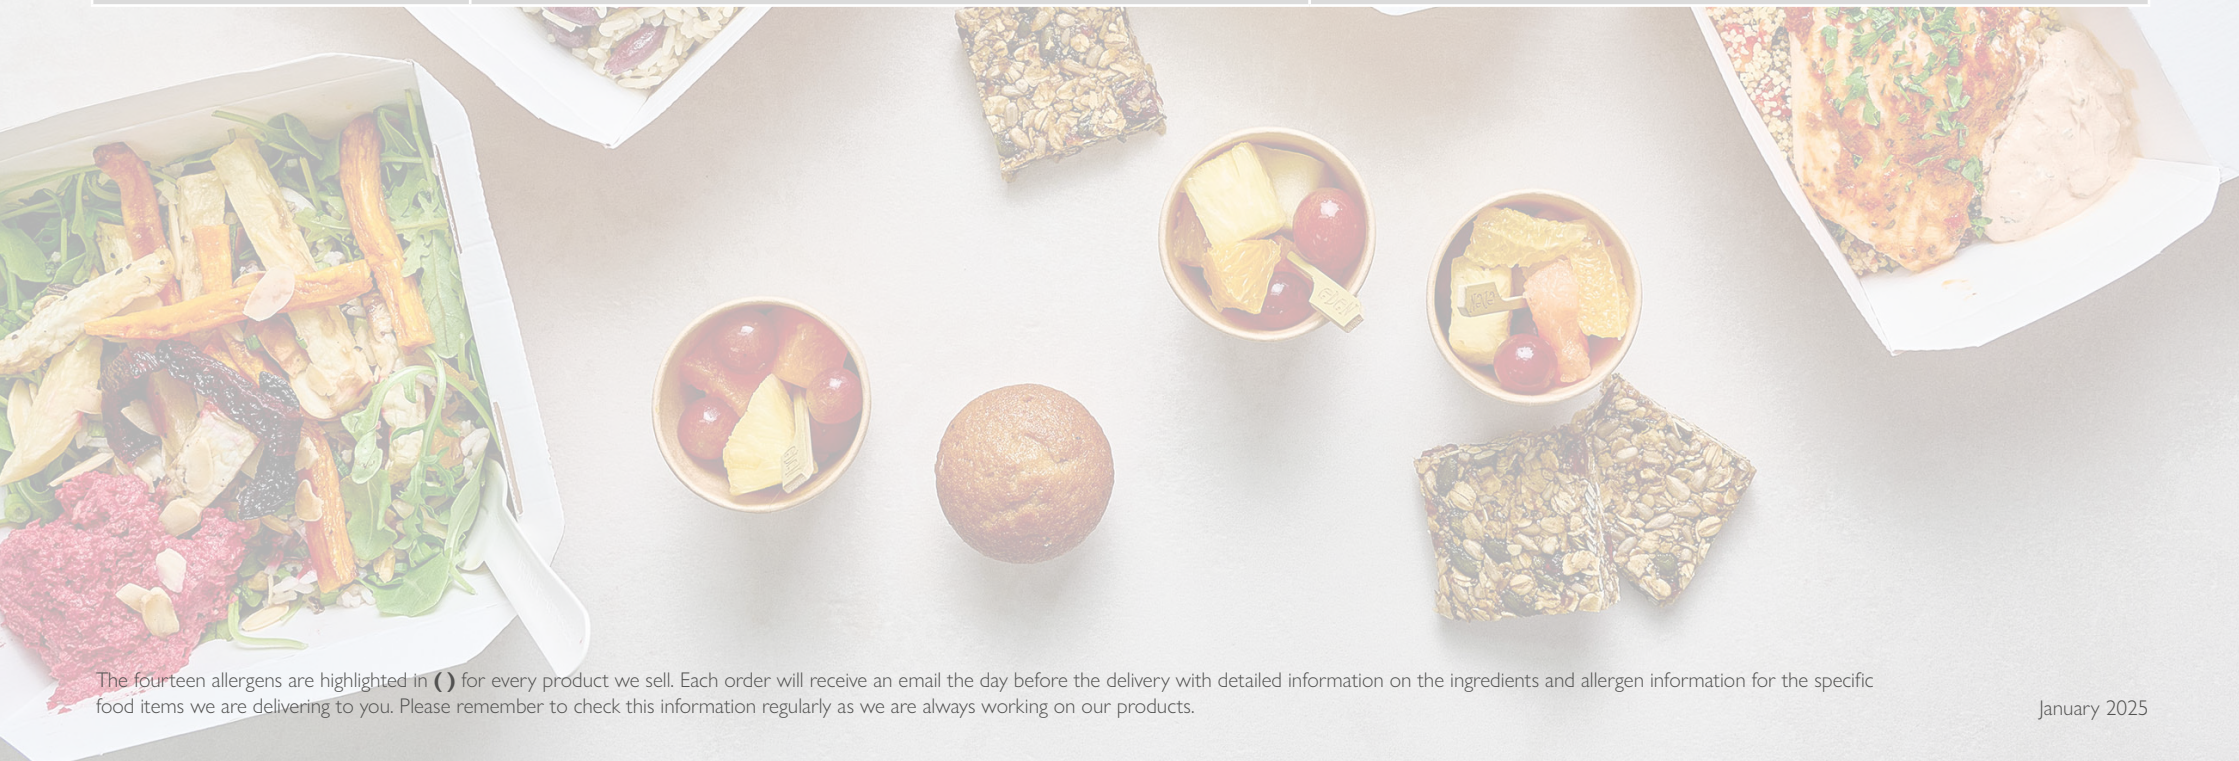 The fourteen allergens are highlighted in ( ) for every product we sell. Each order will receive an email the day before the delivery with detailed information on the ingredients and allergen information for the specific
food items we are delivering to you. Please remember to check this information regularly as we are always working on our products.
January 2025